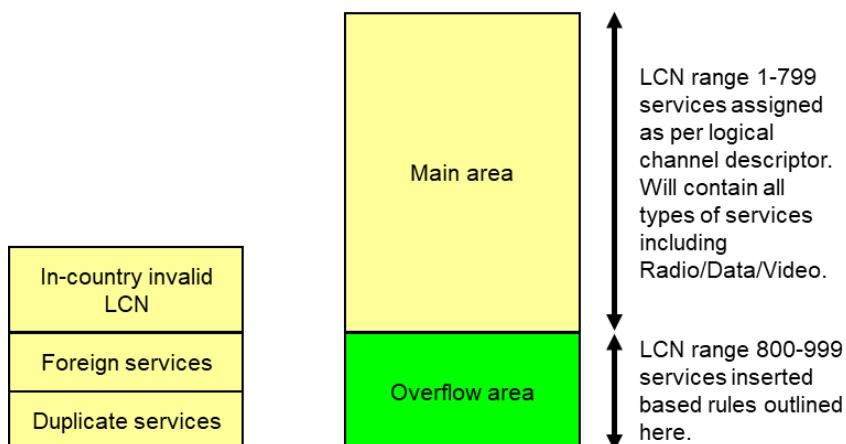 Main area
LCN range 1-799
services assigned
as per logical
channel descriptor.
Will contain all
types of services
including
Radio/Data/Video.
In-country invalid
LCN
Foreign services
Duplicate services
Overflow area
LCN range 800-999
services inserted
based rules outlined
here.